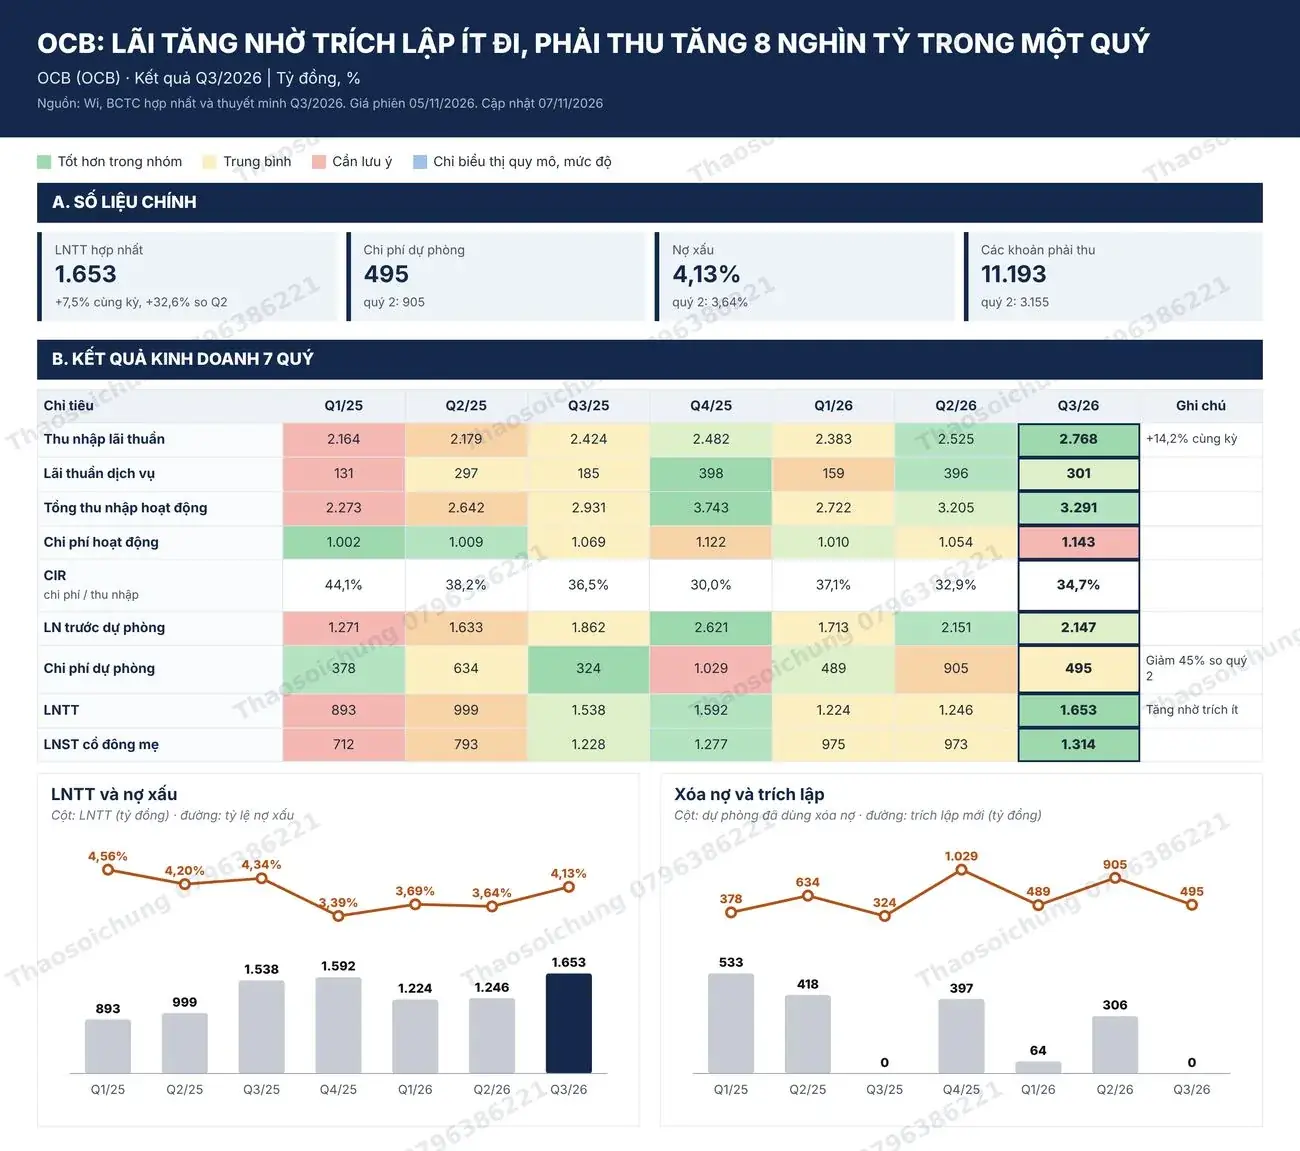 OCB: LÃI TĂNG NHỜ TRÍCH LẬP ÍT ĐI, PHẢI THU TĂNG 8 NGHÌN TỶ TRONG MỘT QUÝ
OCB (OCB) · Kết quả Q3/2026 | Tỷ đồng, %
Nguồn: Wi, BCTC hợp nhất và thuyết minh Q3/2026. Giá phiên 05/11/2026. Cập nhật 07/11/2026
Tốt hơn trong nhóm Trung bình Cần lưu ý Chỉ biểu thị quy mô, mức độ
A. SỐ LIỆU CHÍNH
LNTT hợp nhất
1.653
+7,5% cùng kỳ, +32,6% so Q2
Chi phí dự phòng
495
quý 2: 905
Nợ xấu
4,13%
quý 2: 3,64%
Các khoản phải thu
11.193
quý 2: 3.155
B. KẾT QUẢ KINH DOANH 7 QUÝ
Chỉ tiêu Q1/25 Q2/25 Q3/25 Q4/25 Q1/26 Q2/26 Q3/26 Ghi chú
Thu nhập lãi thuần 2.164 2.179 2.424 2.482 2.383 2.525 2.768 +14,2% cùng kỳ
Lãi thuần dịch vụ 131 297 185 398 159 396 301
Tổng thu nhập hoạt động 2.273 2.642 2.931 3.743 2.722 3.205 3.291
Chi phí hoạt động 1.002 1.009 1.069 1.122 1.010 1.054 1.143
CIR
chi phí / thu nhập 44,1% 38,2% 36,5% 30,0% 37,1% 32,9% 34,7%
LN trước dự phòng 1.271 1.633 1.862 2.621 1.713 2.151 2.147
Chi phí dự phòng 378 634 324 1.029 489 905 495 Giảm 45% so quý
2
LNTT 893 999 1.538 1.592 1.224 1.246 1.653 Tăng nhờ trích ít
LNST cổ đông mẹ 712 793 1.228 1.277 975 973 1.314
LNTT và nợ xấu
Cột: LNTT (tỷ đồng) · đường: tỷ lệ nợ xấu
4,56% 4,20% 4,34% 3,39% 3,69% 3,64% 4,13%
893 999 1.538 1.592 1.224 1.246 1.653
Q1/25 Q2/25 Q3/25 Q4/25 Q1/26 Q2/26 Q3/26
Xóa nợ và trích lập
Cột: dự phòng đã dùng xóa nợ · đường: trích lập mới (tỷ đồng)
378 634 324 1.029 489 905 495
533 418 0 397 64 306 0
Q1/25 Q2/25 Q3/25 Q4/25 Q1/26 Q2/26 Q3/26
Thaosoichung 0796386221